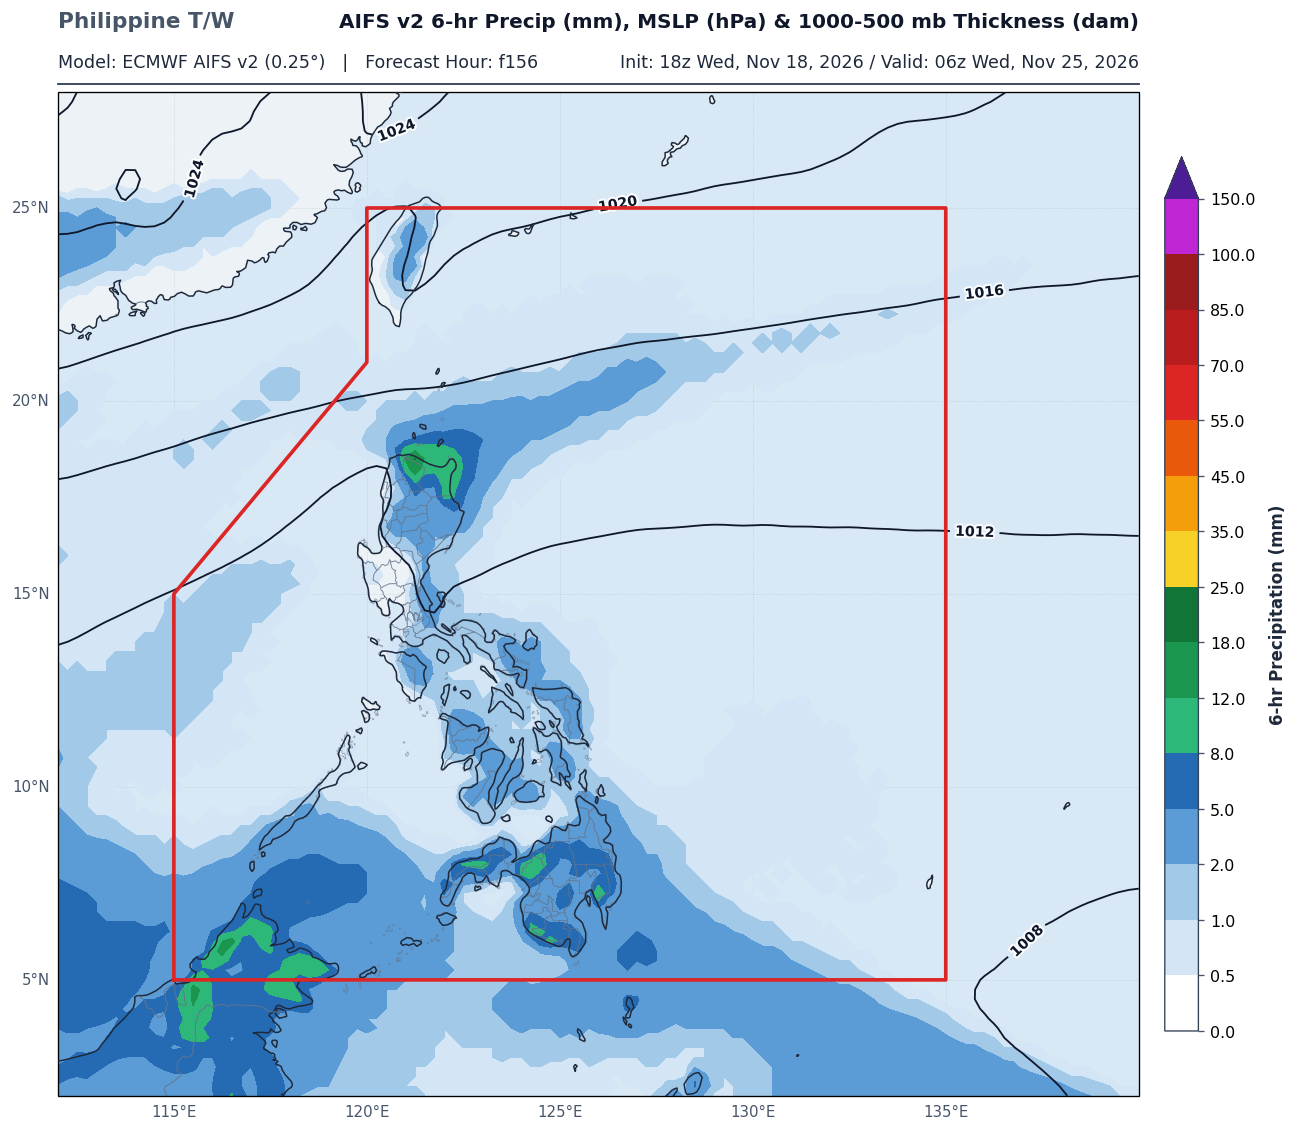 Philippine T/W
AIFS v2 6-hr Precip (mm), MSLP (hPa) & 1000-500 mb Thickness (dam)
Model: ECMWF AIFS v2 (0.25°)   |   Forecast Hour: f156
Init: 18z Wed, Nov 18, 2026 / Valid: 06z Wed, Nov 25, 2026
1024
1024
1020
1016
1012
1008
25°N
20°N
15°N
10°N
5°N
115°E
120°E
125°E
130°E
135°E
150.0
100.0
85.0
70.0
55.0
45.0
35.0
25.0
18.0
12.0
8.0
5.0
2.0
1.0
0.5
0.0
6-hr Precipitation (mm)